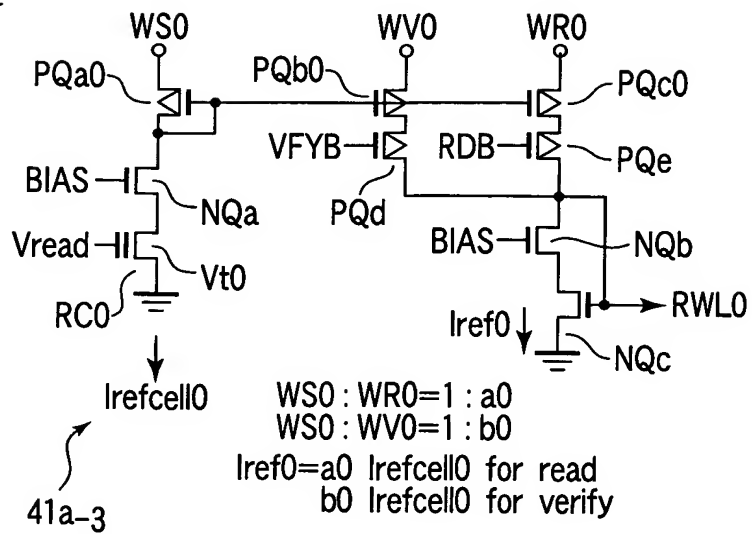 WS0 WV0 WR0
PQa0 PQb0 PQc0
VFYB RDB PQe
BIAS NQa PQd
BIAS NQb
Vread Vt0
RC0 Iref0 RWL0
NQc
Irefcell0
WS0 : WR0=1 : a0
WS0 : WV0=1 : b0
Iref0=a0 Irefcell0 for read
b0 Irefcell0 for verify
41a-3